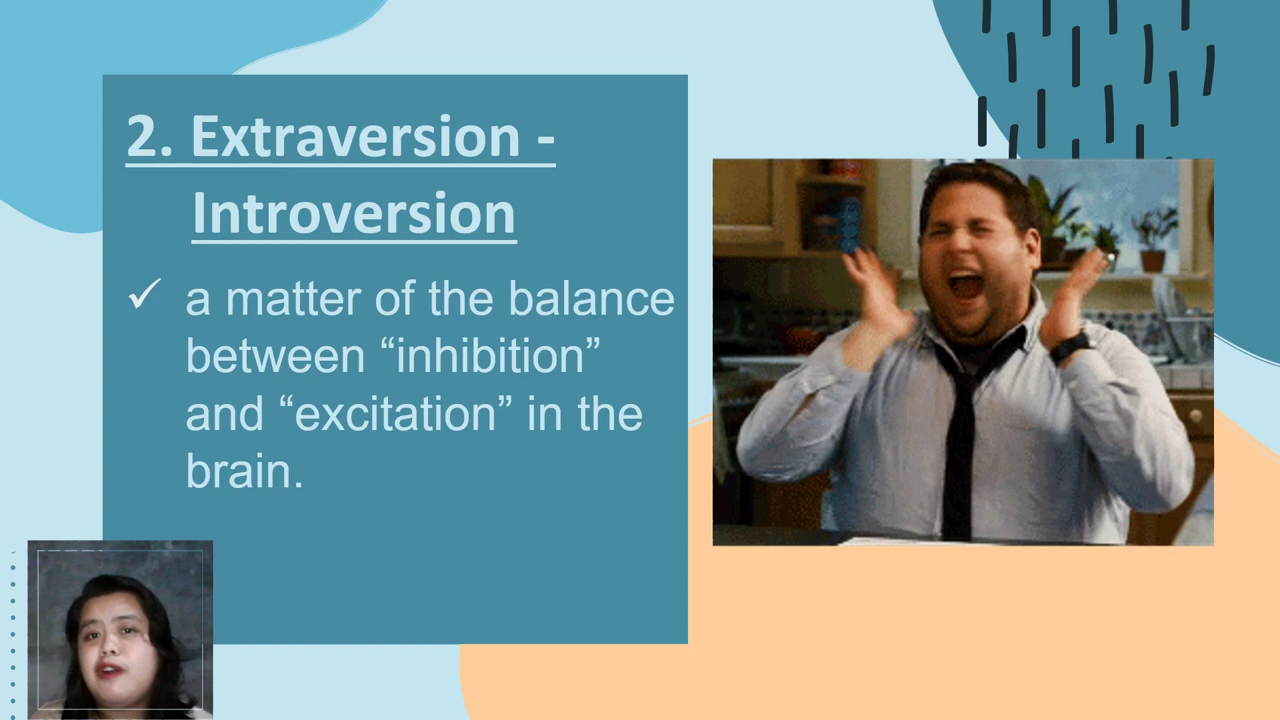 2. Extraversion -
Introversion
✓ a matter of the balance
between “inhibition”
and “excitation” in the
brain.